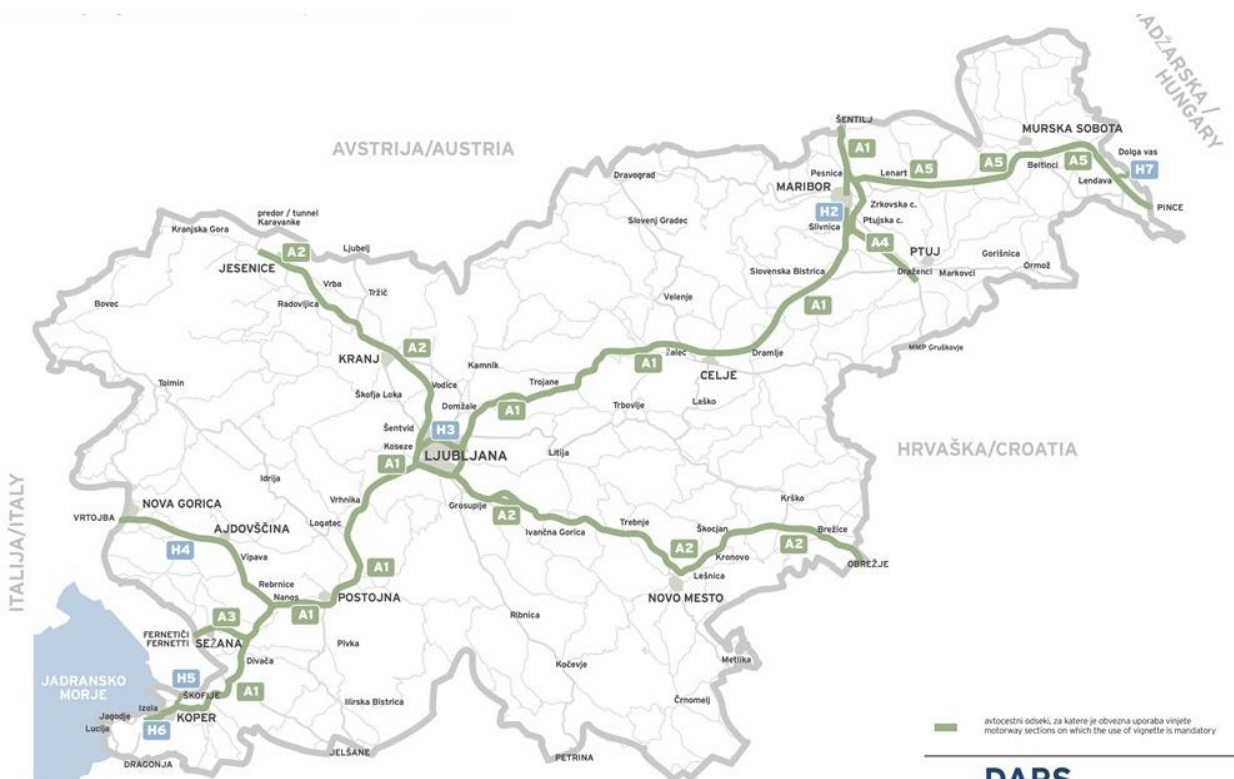 MADŽARSKA /
HUNGARY
AVSTRIJA/AUSTRIA
ŠENTILJ
A1
MURSKA SOBOTA
Pesnica
Lenart
A5
A5
Beltinci
A5
Dolga vas
H7
Lendava
PINCE
Dravograd
MARIBOR
Zrkovska c.
H2
Ptujska c.
Slivnica
Slovenj Gradec
A4
PTUJ
Gorišnica
Ormož
Draženci
Markovci
predor / tunnel
Karavanke
Kranjska Gora
A2
Ljubelj
JESENICE
Vrba
Tržič
Radovljica
Bovec
Slovenska Bistrica
A1
Velenje
MMP Gruškovje
A2
KRANJ
Kamnik
A1
Žalec
Dramlje
CELJE
Tolmin
Škofja Loka
Vodice
Trojane
Domžale
A1
Trbovlje
Laško
Šentvid
H3
Koseze
LJUBLJANA
Litija
HRVAŠKA/CROATIA
A1
Idrija
Vrhnika
Grosuplje
A2
Krško
ITALIJA/ITALY
NOVA GORICA
VRTOJBA
AJDOVŠČINA
Logatec
Ivančna Gorica
Trebnje
Škocjan
Brežice
H4
Vipava
A2
Kronovo
A2
OBREŽJE
A1
Lešnica
Rebrnice
Nanos
POSTOJNA
NOVO MESTO
A1
A3
Ribnica
FERNETIČI
FERNETTI
SEŽANA
Pivka
Divača
Kočevje
Metlika
H5
JADRANSKO
MORJE
ŠKOFIJE
A1
Ilirska Bistrica
Črnomelj
Izola
Jagodje
KOPER
Lucija
H6
DRAGONJA
JELŠANE
PETRINA
avtocestni odseki, za katere je obvezna uporaba vinjete
motorway sections on which the use of vignette is mandatory
DARS